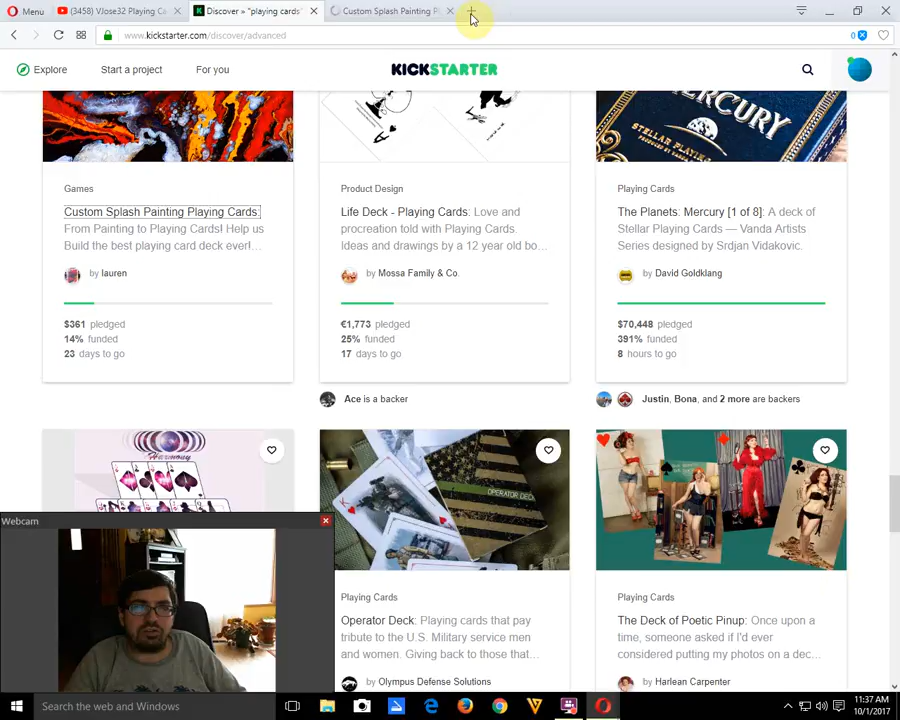 Menu
(3458) VJose32 Playing Ca
Discover » "playing cards"
Custom Splash Painting Pl
www.kickstarter.com/discover/advanced
0
Explore
Start a project
For you
KICKSTARTER
MERCURY
STELLAR PLAYING
Games
Custom Splash Painting Playing Cards:
From Painting to Playing Cards! Help us
Build the best playing card deck ever!...
by lauren
$361 pledged
14% funded
23 days to go
Product Design
Life Deck - Playing Cards: Love and
procreation told with Playing Cards.
Ideas and drawings by a 12 year old bo...
by Mossa Family & Co.
€1,773 pledged
25% funded
17 days to go
Ace is a backer
Playing Cards
The Planets: Mercury [1 of 8]: A deck of
Stellar Playing Cards — Vanda Artists
Series designed by Srdjan Vidakovic.
by David Goldklang
$70,448 pledged
391% funded
8 hours to go
Justin, Bona, and 2 more are backers
Harmony
OPERATOR DECK
Webcam
Playing Cards
Operator Deck: Playing cards that pay
tribute to the U.S. Military service men
and women. Giving back to those that...
by Olympus Defense Solutions
Playing Cards
The Deck of Poetic Pinup: Once upon a
time, someone asked if I'd ever
considered putting my photos on a dec...
by Harlean Carpenter
Search the web and Windows
11:37 AM
10/1/2017